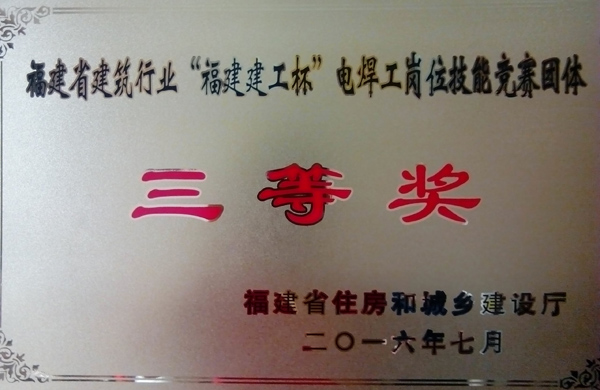 福建省建筑行业“福建建工杯”电焊工岗位技能竞赛团体
三等奖
福建省住房和城乡建设厅
二〇一六年七月